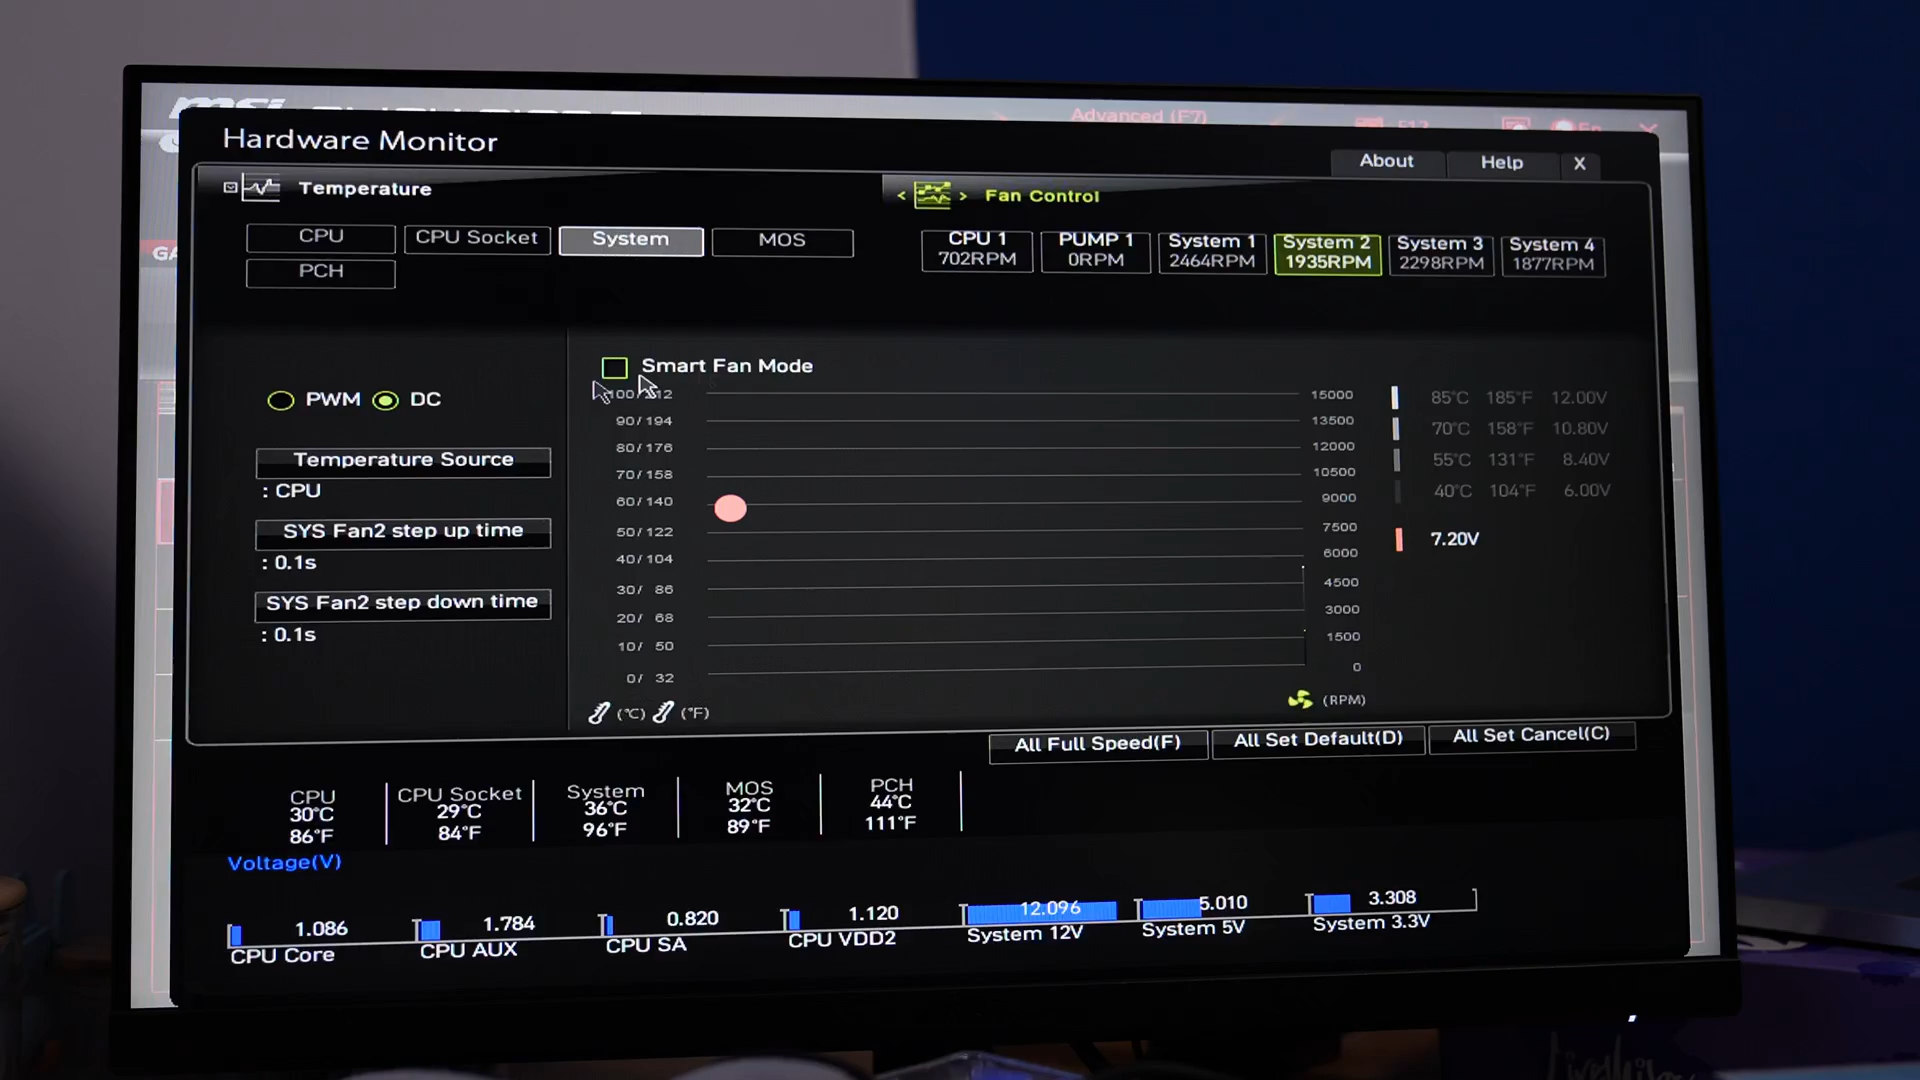 msi
Advanced (F7)
F12
En
Hardware Monitor
About
Help
X
Temperature
< > Fan Control
CPU
CPU Socket
System
MOS
PCH
CPU 1
702RPM
PUMP 1
0RPM
System 1
2464RPM
System 2
1935RPM
System 3
2298RPM
System 4
1877RPM
GA
Smart Fan Mode
PWM
DC
Temperature Source
: CPU
SYS Fan2 step up time
: 0.1s
SYS Fan2 step down time
: 0.1s
90/ 194
80/ 176
70/ 158
60/ 140
50/ 122
40/ 104
30/ 86
20/ 68
10/ 50
0/ 32
(°C)
(°F)
15000
13500
12000
10500
9000
7500
6000
4500
3000
1500
0
(RPM)
85°C 185°F 12.00V
70°C 158°F 10.80V
55°C 131°F 8.40V
40°C 104°F 6.00V
7.20V
All Full Speed(F)
All Set Default(D)
All Set Cancel(C)
CPU
30°C
86°F
CPU Socket
29°C
84°F
System
36°C
96°F
MOS
32°C
89°F
PCH
44°C
111°F
Voltage(V)
1.086
CPU Core
1.784
CPU AUX
0.820
CPU SA
1.120
CPU VDD2
12.096
System 12V
5.010
System 5V
3.308
System 3.3V